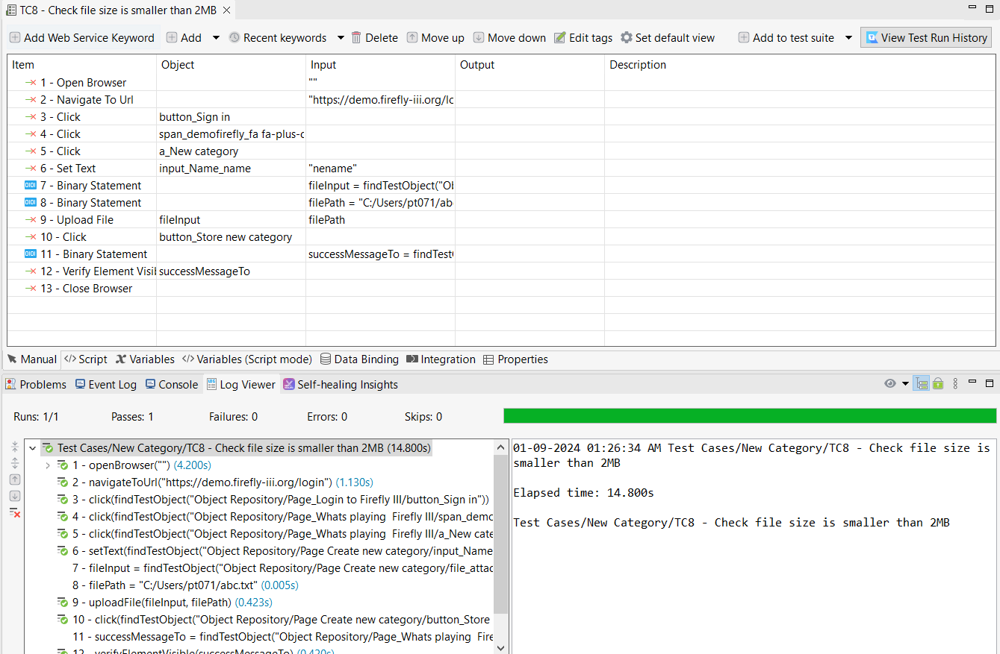 TC8 - Check file size is smaller than 2MB
Add Web Service Keyword Add Recent keywords Delete Move up Move down Edit tags Set default view Add to test suite View Test Run History
Item Object Input Output Description
1 - Open Browser ""
2 - Navigate To Url "https://demo.firefly-iii.org/lo
3 - Click button_Sign in
4 - Click span_demofirefly_fa fa-plus-c
5 - Click a_New category
6 - Set Text input_Name_name "nename"
7 - Binary Statement fileInput = findTestObject("Ob
8 - Binary Statement filePath = "C:/Users/pt071/ab
9 - Upload File fileInput filePath
10 - Click button_Store new category
11 - Binary Statement successMessageTo = findTest
12 - Verify Element Visil successMessageTo
13 - Close Browser
Manual Script Variables Variables (Script mode) Data Binding Integration Properties
Problems Event Log Console Log Viewer Self-healing Insights
Runs: 1/1 Passes: 1 Failures: 0 Errors: 0 Skips: 0
Test Cases/New Category/TC8 - Check file size is smaller than 2MB (14.800s)
1 - openBrowser("") (4.200s)
2 - navigateToUrl("https://demo.firefly-iii.org/login") (1.130s)
3 - click(findTestObject("Object Repository/Page_Login to Firefly III/button_Sign in"))
4 - click(findTestObject("Object Repository/Page_Whats playing  Firefly III/span_demo
5 - click(findTestObject("Object Repository/Page_Whats playing  Firefly III/a_New cate
6 - setText(findTestObject("Object Repository/Page Create new category/input_Name
7 - fileInput = findTestObject("Object Repository/Page Create new category/file_attac
8 - filePath = "C:/Users/pt071/abc.txt" (0.005s)
9 - uploadFile(fileInput, filePath) (0.423s)
10 - click(findTestObject("Object Repository/Page Create new category/button_Store
11 - successMessageTo = findTestObject("Object Repository/Page_Whats playing  Fire
12 - verifyElementVisible(successMessageTo) (0.420s)
01-09-2024 01:26:34 AM Test Cases/New Category/TC8 - Check file size is
smaller than 2MB
Elapsed time: 14.800s
Test Cases/New Category/TC8 - Check file size is smaller than 2MB